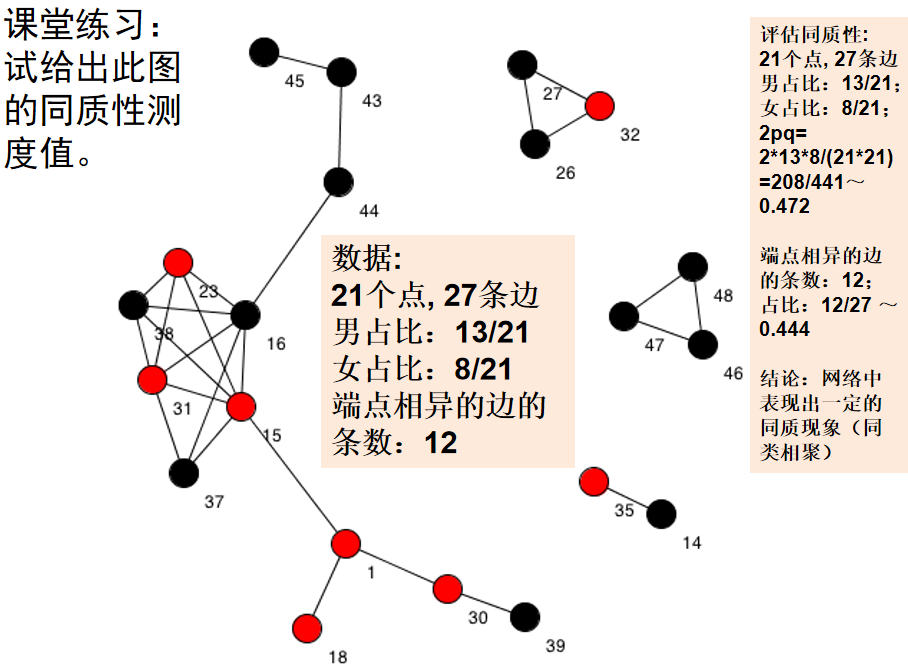 课堂练习：
试给出此图
的同质性测
度值。
45
43
44
27
32
26
评估同质性:
21个点, 27条边
男占比：13/21；
女占比：8/21；
2pq=
2*13*8/(21*21)
=208/441～
0.472
端点相异的边
的条数：12；
占比：12/27 ～
0.444
结论：网络中
表现出一定的
同质现象（同
类相聚）
数据:
21个点, 27条边
男占比：13/21
女占比：8/21
端点相异的边的
条数：12
23
38
16
31
15
37
48
47
46
35
14
1
30
39
18